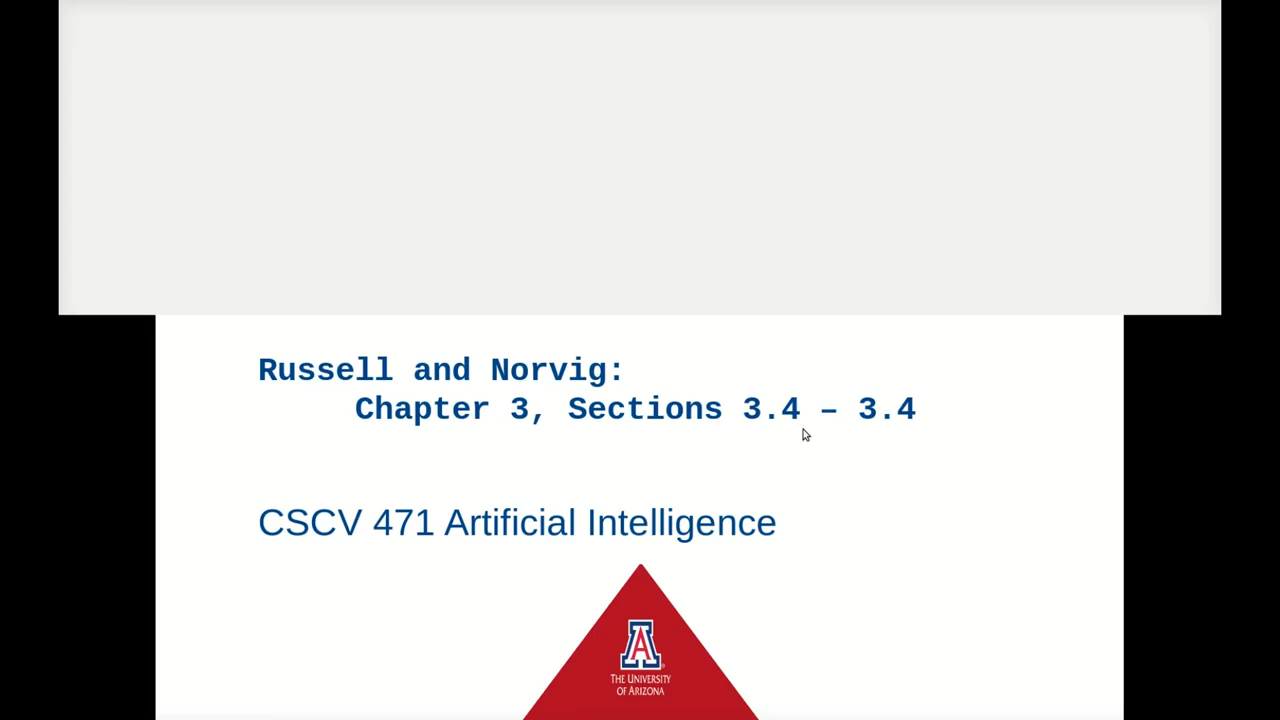 Russell and Norvig:
Chapter 3, Sections 3.4 – 3.4
CSCV 471 Artificial Intelligence
A
THE UNIVERSITY
OF ARIZONA